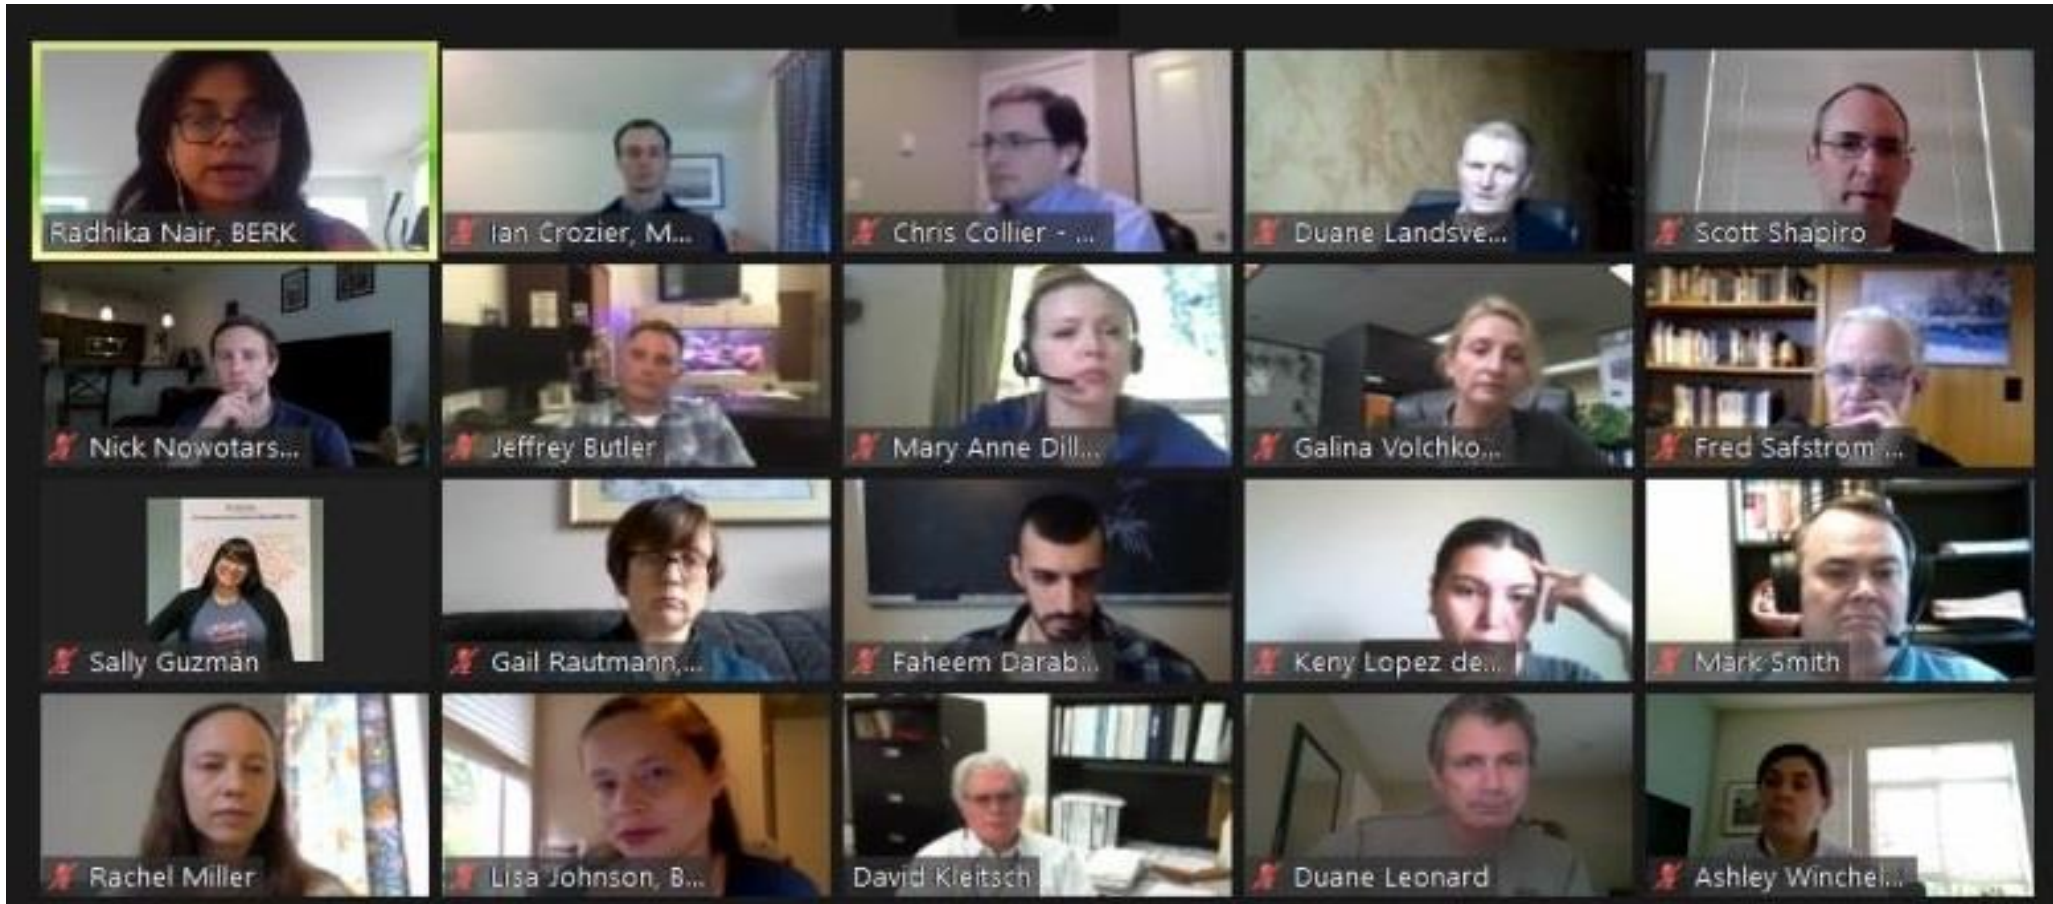 Radhika Nair, BERK
Ian Crozier, M...
Chris Collier - ...
Duane Landsve...
Scott Shapiro
Nick Nowotars...
Jeffrey Butler
Mary Anne Dill...
Galina Volchko...
Fred Safstrom ...
Sally Guzmán
Gail Rautmann,...
Faheem Darab...
Keny Lopez de...
Mark Smith
Rachel Miller
Lisa Johnson, B...
David Kleitsch
Duane Leonard
Ashley Winchel...